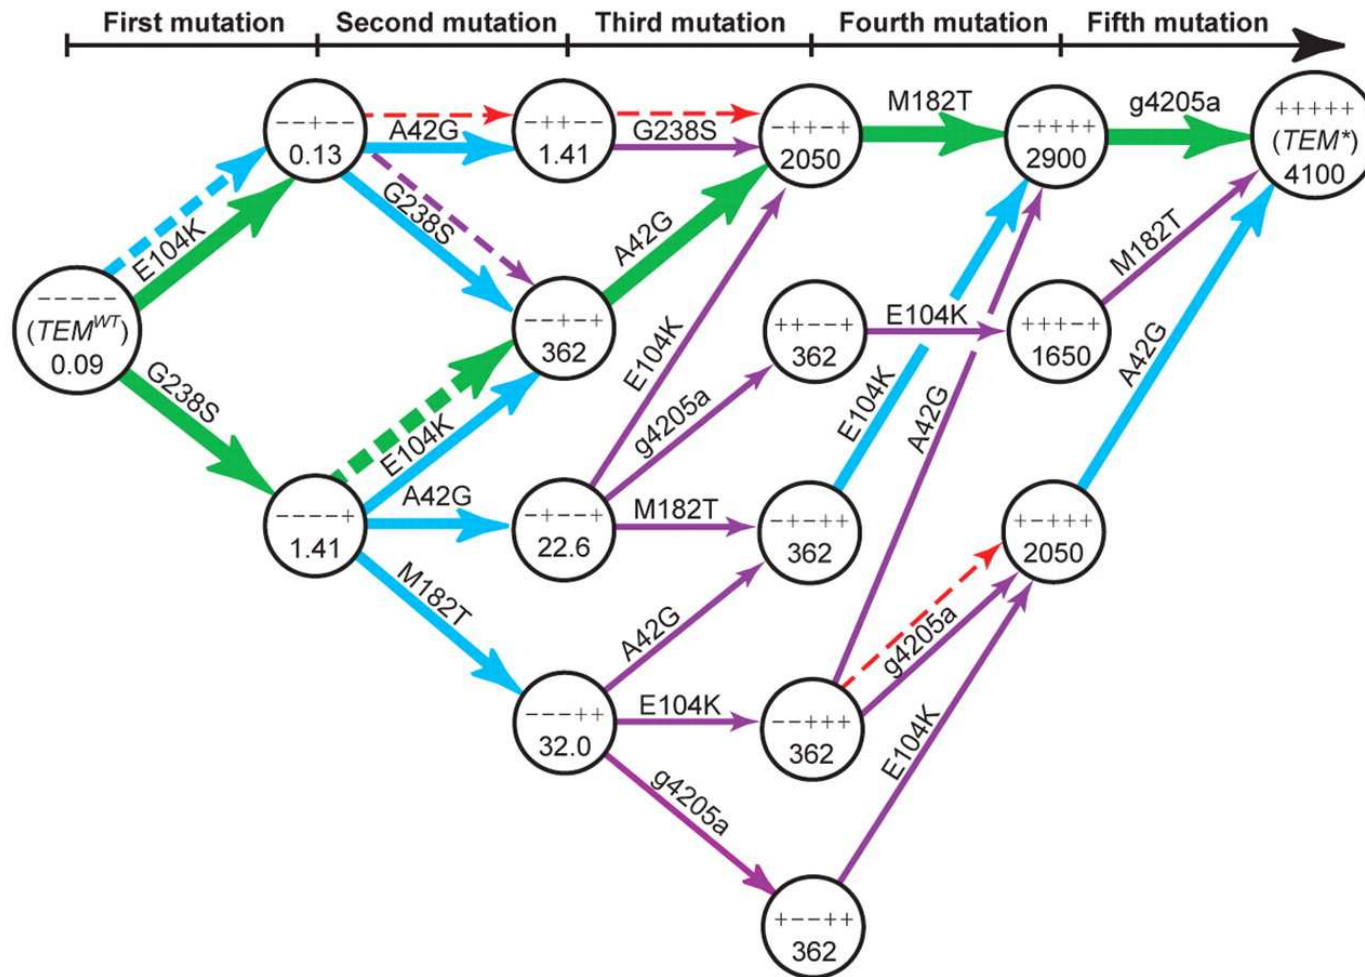 First mutation
Second mutation
Third mutation
Fourth mutation
Fifth mutation
−−+−−
0.13
A42G
−++−−
1.41
G238S
−++−+
2050
M182T
−++++
2900
g4205a
+++++
(TEM*)
4100
E104K
G238S
A42G
M182T
−−−−−
(TEM^WT)
0.09
−−+−+
362
++−−+
362
E104K
+++−+
1650
G238S
E104K
E104K
g4205a
E104K
A42G
A42G
−−−−+
1.41
A42G
−+−−+
22.6
M182T
−+−++
362
+−+++
2050
M182T
A42G
g4205a
−−−++
32.0
E104K
−−+++
362
E104K
g4205a
+−−++
362